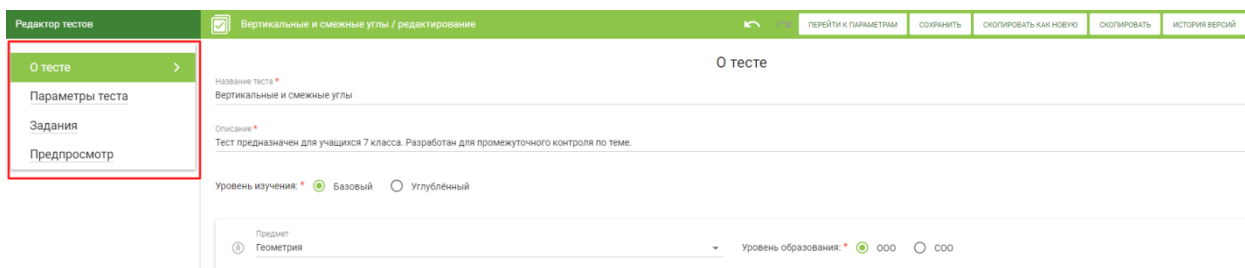 Редактор тестов
Вертикальные и смежные углы / редактирование
ПЕРЕЙТИ К ПАРАМЕТРАМ
СОХРАНИТЬ
СКОПИРОВАТЬ КАК НОВУЮ
СКОПИРОВАТЬ
ИСТОРИЯ ВЕРСИЙ
О тесте
Параметры теста
Задания
Предпросмотр
О тесте
Название теста *
Вертикальные и смежные углы
Описание *
Тест предназначен для учащихся 7 класса. Разработан для промежуточного контроля по теме.
Уровень изучения: * Базовый Углублённый
Предмет
Геометрия
Уровень образования: * ООО СОО